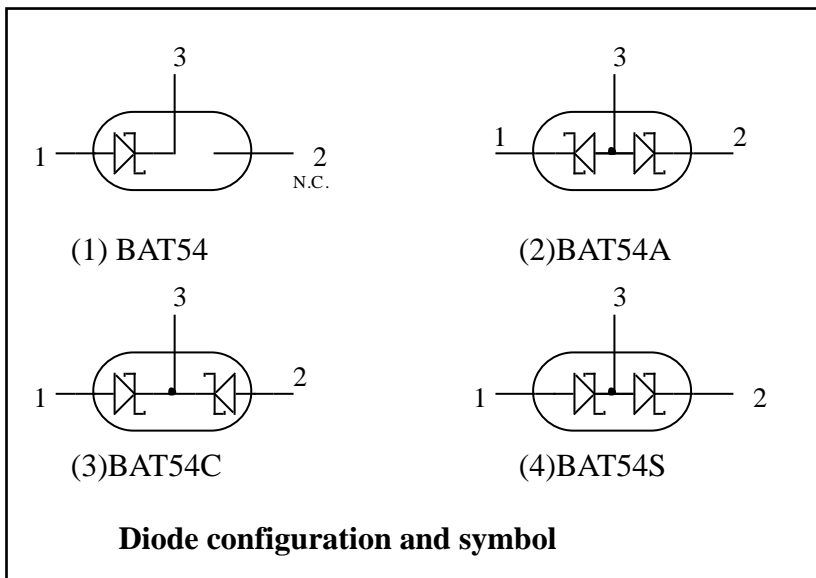 3
3
1
2
N.C.
1
2
(1) BAT54
(2)BAT54A
3
3
1
2
1
2
(3)BAT54C
(4)BAT54S
Diode configuration and symbol